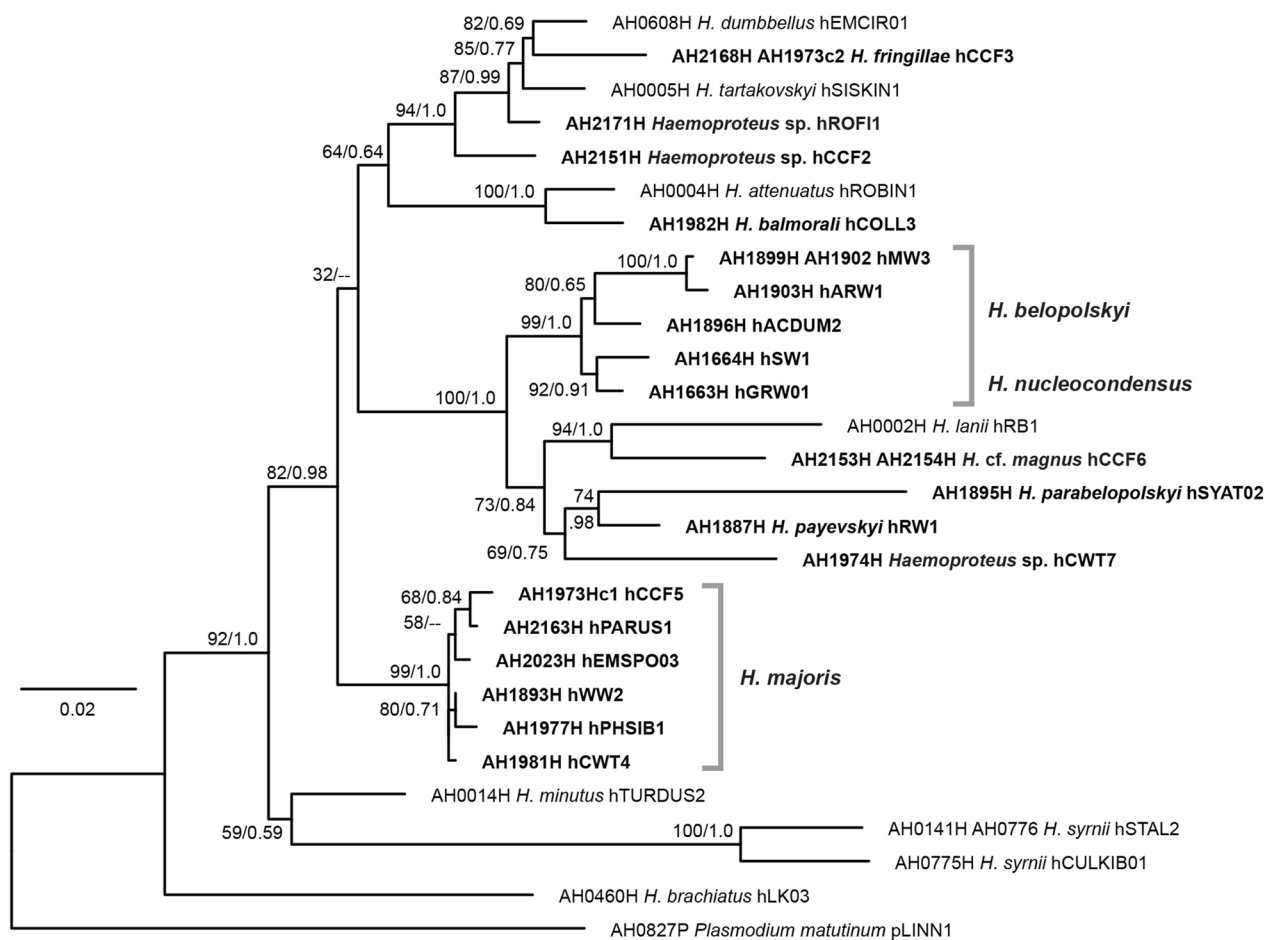 82/0.69
AH0608H H. dumbbellus hEMCIR01
85/0.77
AH2168H AH1973c2 H. fringillae hCCF3
87/0.99
AH0005H H. tartakovskyi hSISKIN1
94/1.0
AH2171H Haemoproteus sp. hROFI1
64/0.64
AH2151H Haemoproteus sp. hCCF2
100/1.0
AH0004H H. attenuatus hROBIN1
AH1982H H. balmorali hCOLL3
32/--
100/1.0
AH1899H AH1902 hMW3
80/0.65
AH1903H hARW1
99/1.0
AH1896H hACDUM2
H. belopolskyi
AH1664H hSW1
92/0.91
AH1663H hGRW01
H. nucleocondensus
100/1.0
94/1.0
AH0002H H. lanii hRB1
AH2153H AH2154H H. cf. magnus hCCF6
82/0.98
73/0.84
74
.98
AH1895H H. parabelopolskyi hSYAT02
AH1887H H. payevskyi hRW1
69/0.75
AH1974H Haemoproteus sp. hCWT7
68/0.84
AH1973Hc1 hCCF5
58/--
AH2163H hPARUS1
92/1.0
99/1.0
AH2023H hEMSPO03
H. majoris
AH1893H hWW2
80/0.71
0.02
AH1977H hPHSIB1
AH1981H hCWT4
AH0014H H. minutus hTURDUS2
59/0.59
100/1.0
AH0141H AH0776 H. syrnii hSTAL2
AH0775H H. syrnii hCULKIB01
AH0460H H. brachiatus hLK03
AH0827P Plasmodium matutinum pLINN1